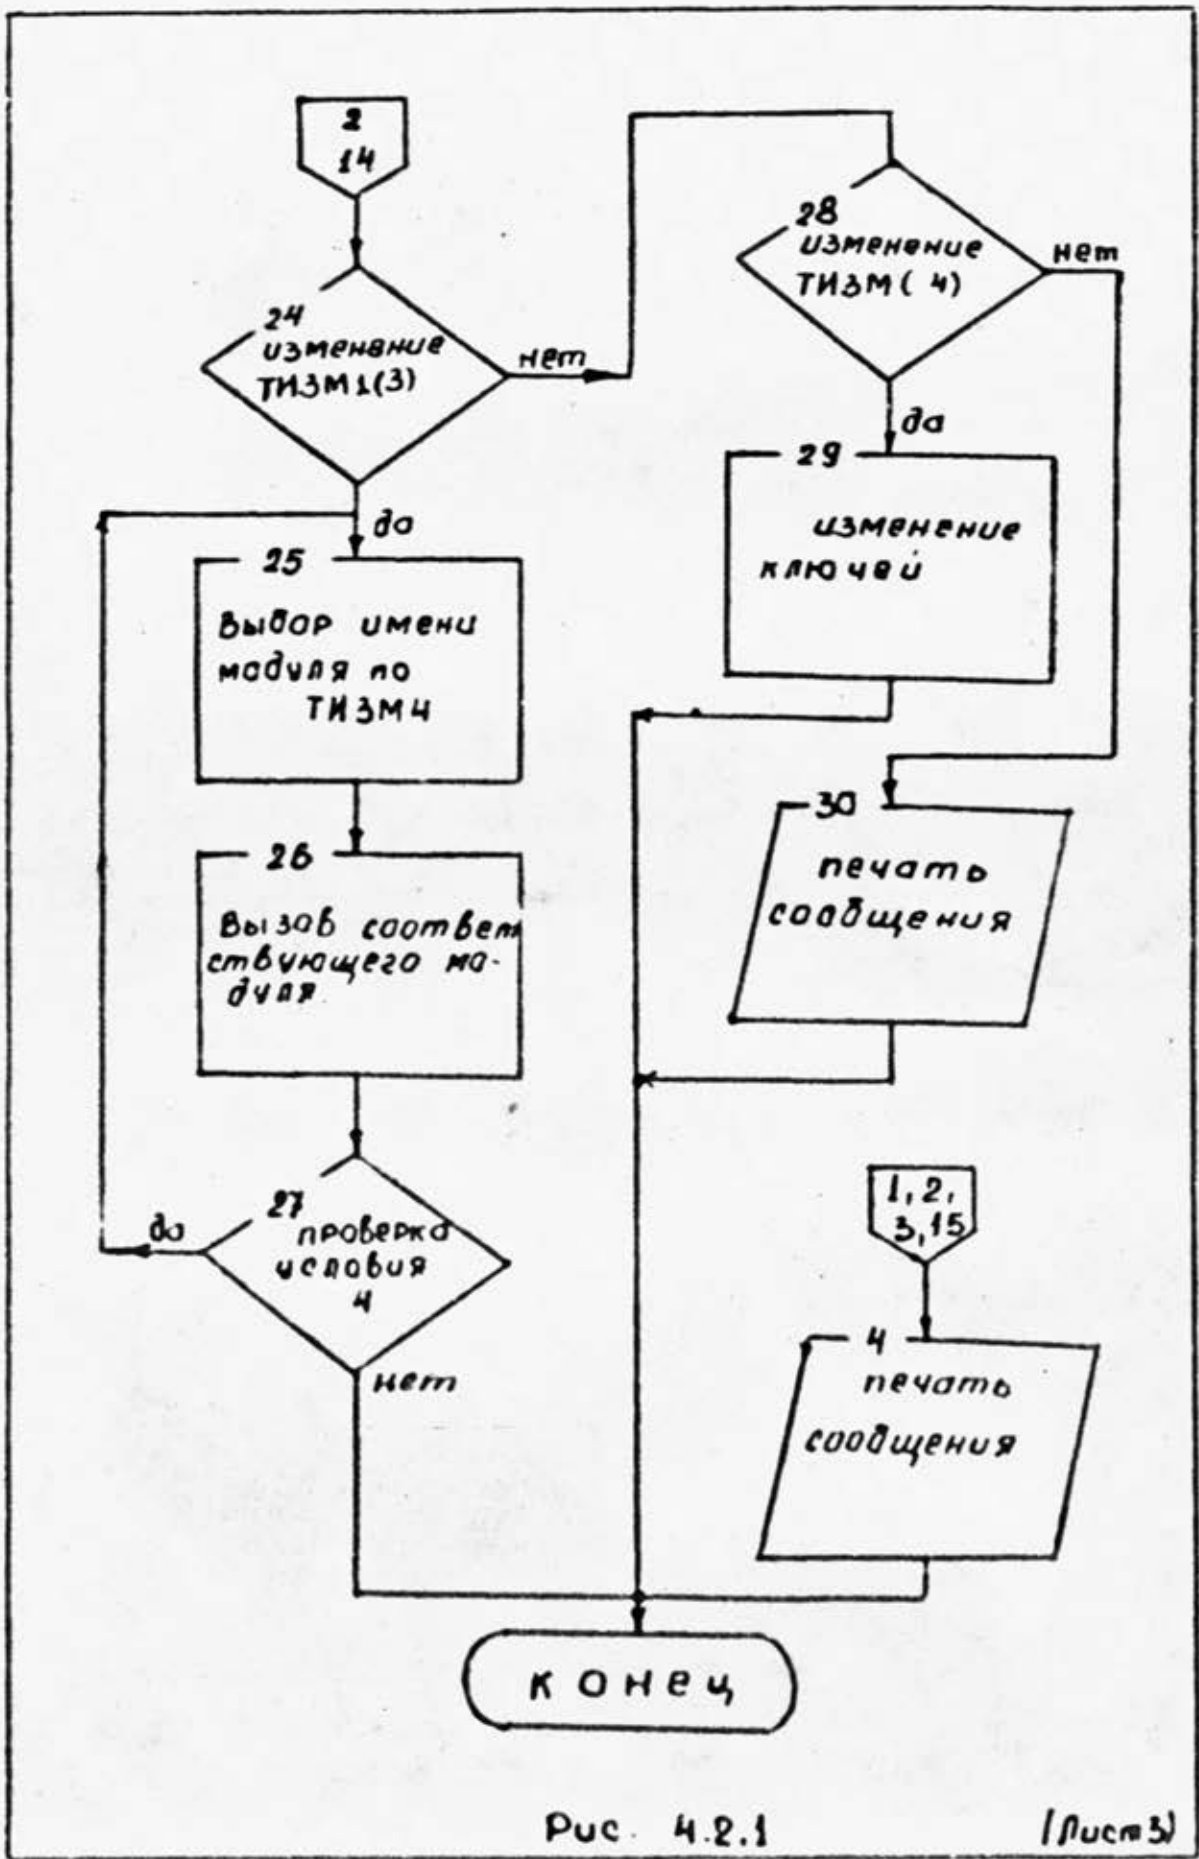 2
14
24
изменение
ТИЗМ1(3)
нет
да
25
Выбор имени
модуля по
ТИЗМ4
26
Вызов соответ
ствующего мо-
дуля
27
проверка
условия
4
да
нет
28
изменение
ТИЗМ( 4)
нет
да
29
изменение
ключей
30
печать
сообщения
1, 2,
3, 15
4
печать
сообщения
конец
Рис. 4.2.1
(Лист 3)